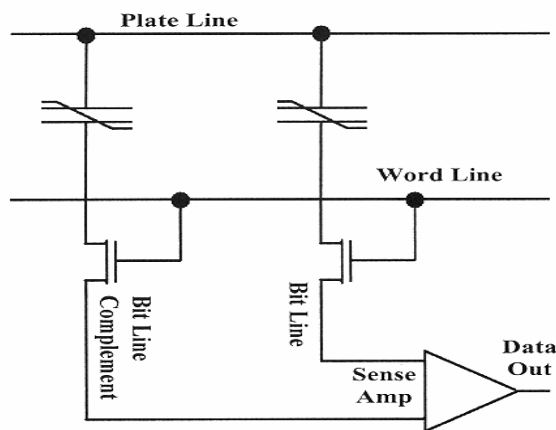 Plate Line
Word Line
Bit Line
Complement
Bit Line
Sense
Amp
Data
Out